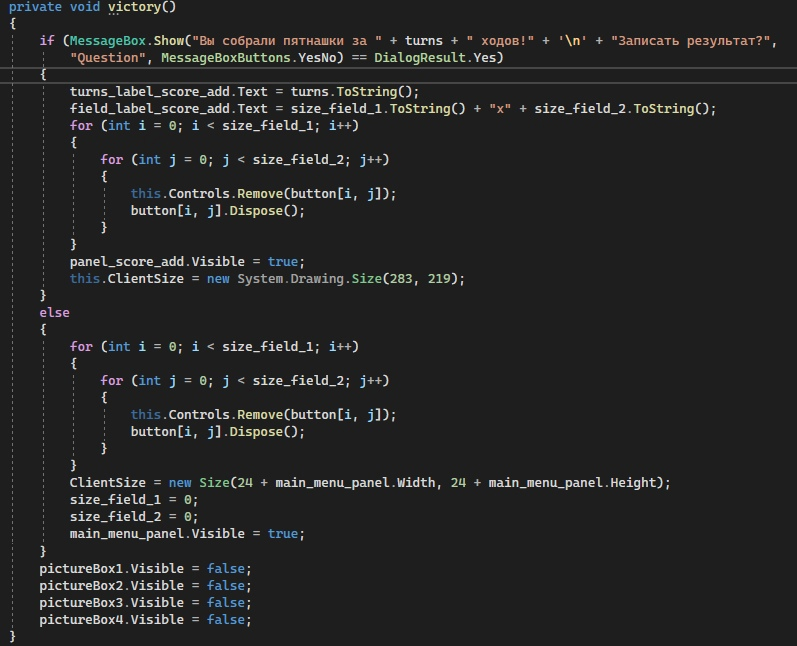 private void victory()
{
if (MessageBox.Show("Вы собрали пятнашки за " + turns + " ходов!" + '\n' + "Записать результат?",
"Question", MessageBoxButtons.YesNo) == DialogResult.Yes)
{
turns_label_score_add.Text = turns.ToString();
field_label_score_add.Text = size_field_1.ToString() + "x" + size_field_2.ToString();
for (int i = 0; i < size_field_1; i++)
{
for (int j = 0; j < size_field_2; j++)
{
this.Controls.Remove(button[i, j]);
button[i, j].Dispose();
}
}
panel_score_add.Visible = true;
this.ClientSize = new System.Drawing.Size(283, 219);
}
else
{
for (int i = 0; i < size_field_1; i++)
{
for (int j = 0; j < size_field_2; j++)
{
this.Controls.Remove(button[i, j]);
button[i, j].Dispose();
}
}
ClientSize = new Size(24 + main_menu_panel.Width, 24 + main_menu_panel.Height);
size_field_1 = 0;
size_field_2 = 0;
main_menu_panel.Visible = true;
}
pictureBox1.Visible = false;
pictureBox2.Visible = false;
pictureBox3.Visible = false;
pictureBox4.Visible = false;
}